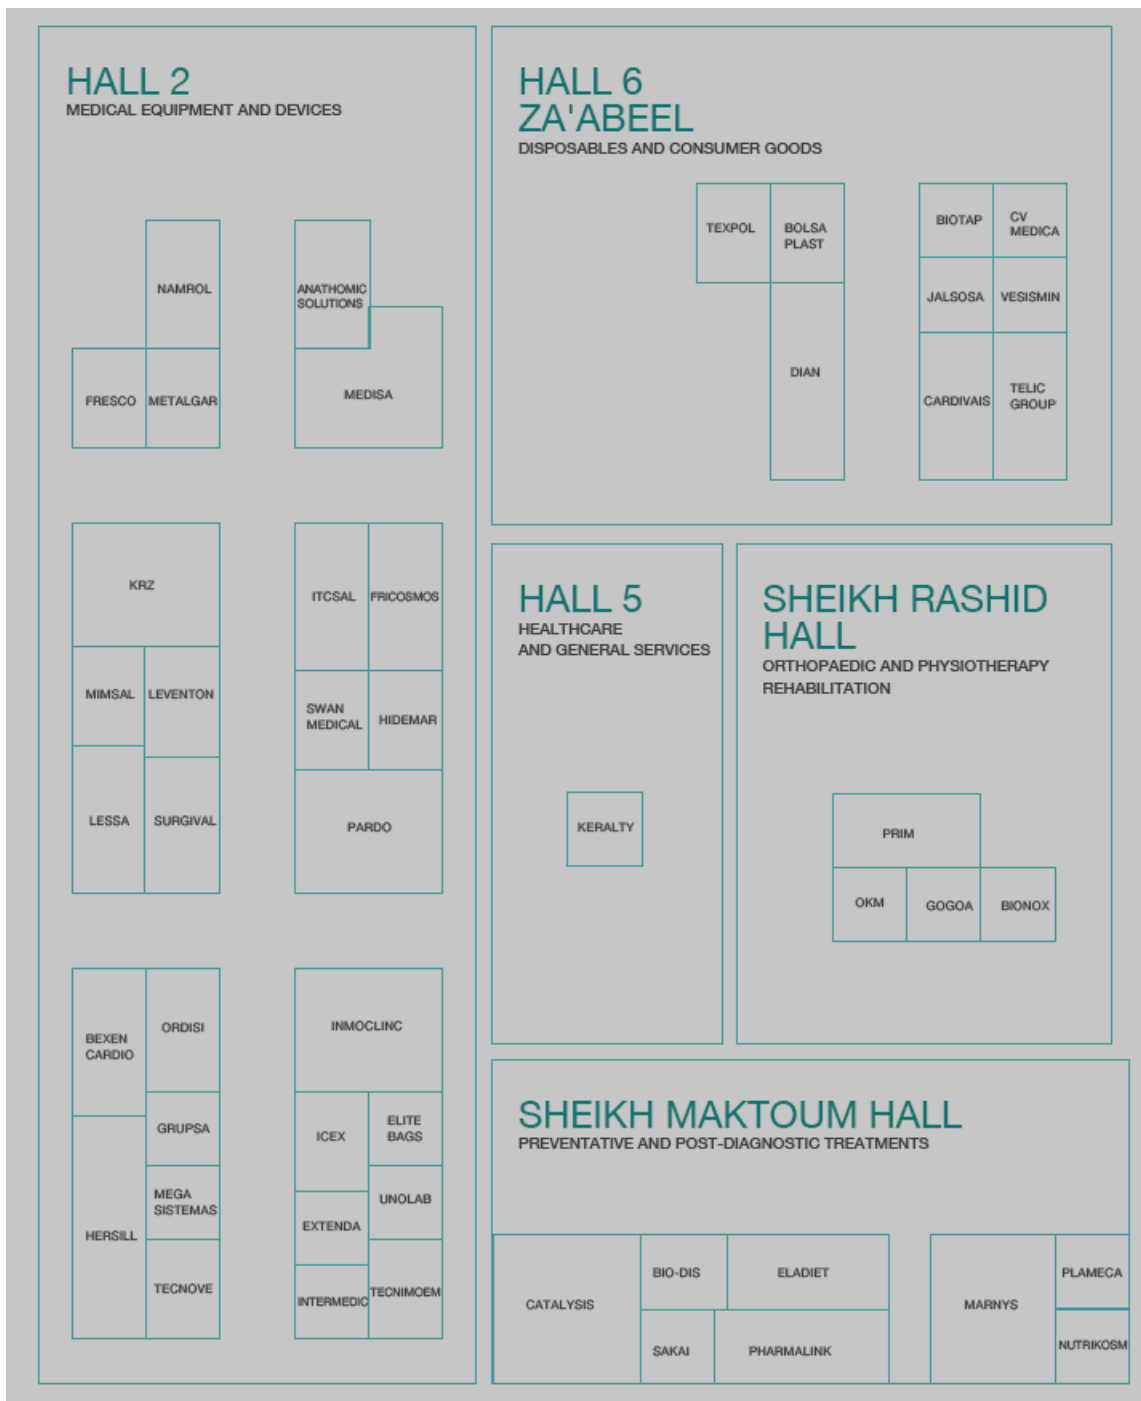 HALL 2
MEDICAL EQUIPMENT AND DEVICES
NAMROL
ANATHOMIC
SOLUTIONS
FRESCO
METALGAR
MEDISA
KRZ
ITCSAL
FRICOSMOS
MIMSAL
LEVENTON
SWAN
MEDICAL
HIDEMAR
LESSA
SURGIVAL
PARDO
BEXEN
CARDIO
ORDISI
INMOCLINC
GRUPSA
ICEX
ELITE
BAGS
MEGA
SISTEMAS
UNOLAB
HERSILL
EXTENDA
TECNOVE
INTERMEDIC
TECNIMOEM
HALL 6
ZA'ABEEL
DISPOSABLES AND CONSUMER GOODS
TEXPOL
BOLSA
PLAST
BIOTAP
CV
MEDICA
JALSOSA
VESISMIN
DIAN
CARDIVAIS
TELIC
GROUP
HALL 5
HEALTHCARE
AND GENERAL SERVICES
KERALTY
SHEIKH RASHID
HALL
ORTHOPAEDIC AND PHYSIOTHERAPY
REHABILITATION
PRIM
OKM
GOGOA
BIONOX
SHEIKH MAKTOUM HALL
PREVENTATIVE AND POST-DIAGNOSTIC TREATMENTS
CATALYSIS
BIO-DIS
ELADIET
SAKAI
PHARMALINK
MARNYS
PLAMECA
NUTRIKOSM